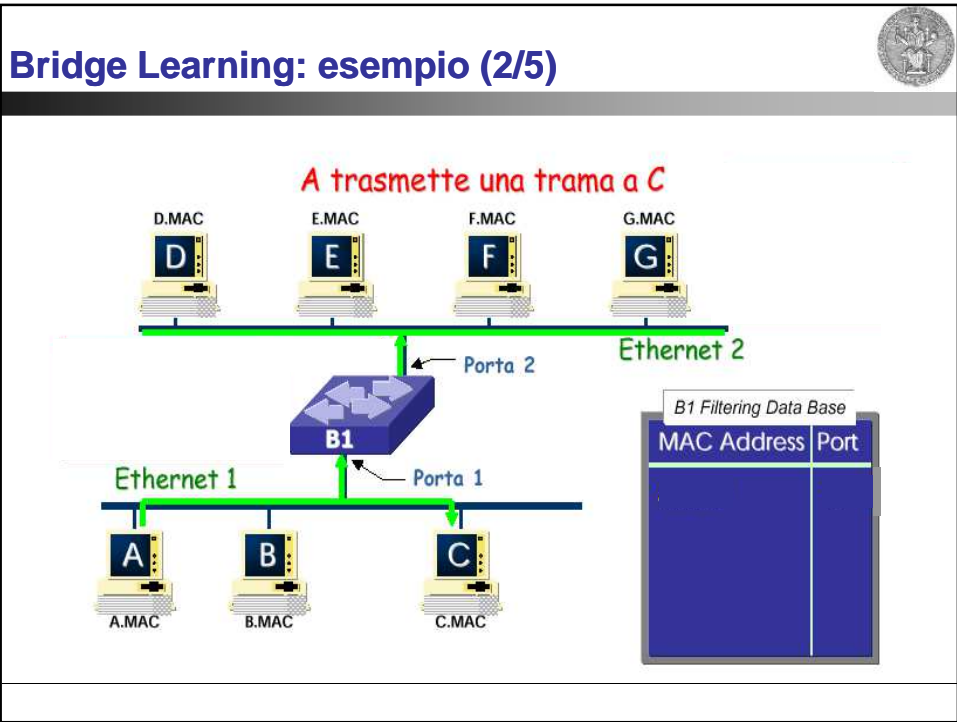 Bridge Learning: esempio (2/5)
A trasmette una trama a C
D.MAC E.MAC F.MAC G.MAC
D E F G
Ethernet 2
Porta 2
B1 Filtering Data Base
MAC Address Port
B1
Ethernet 1
Porta 1
A B C
A.MAC B.MAC C.MAC